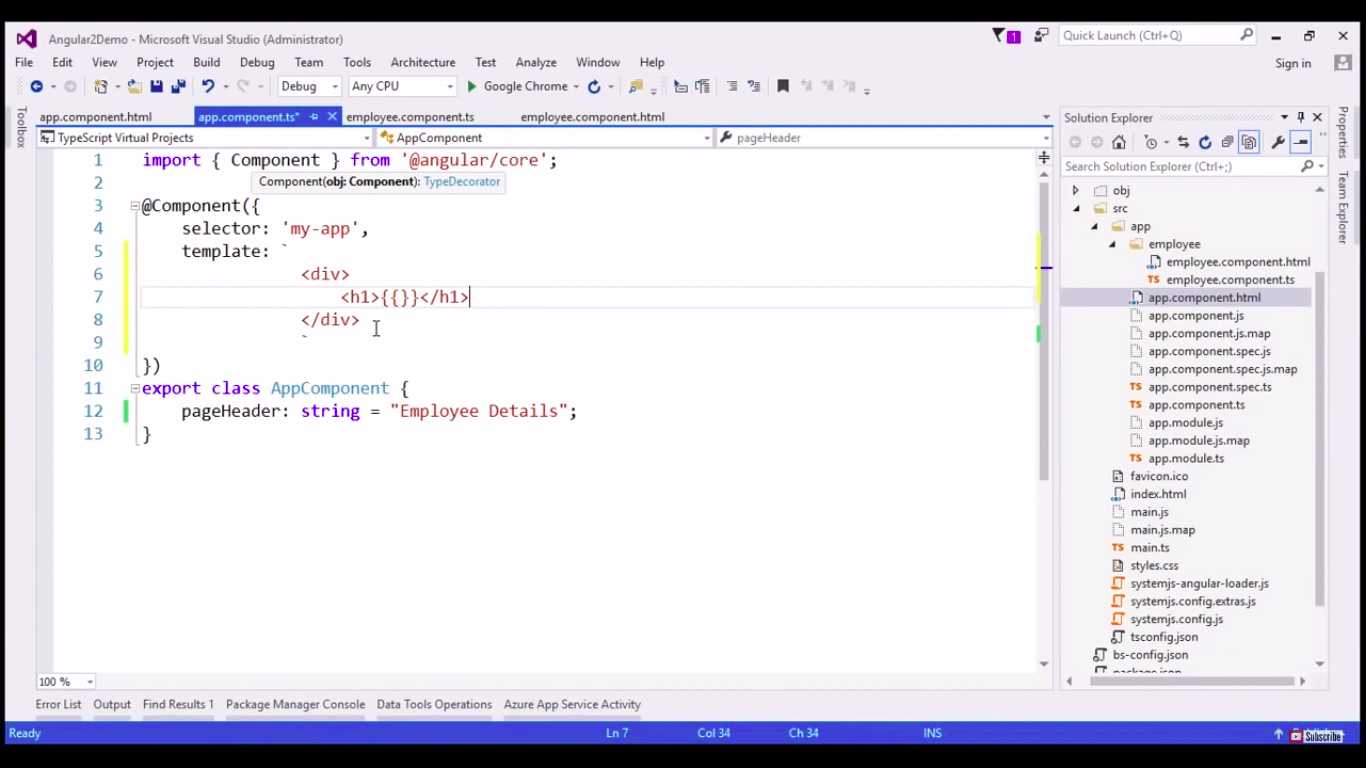 Angular2Demo - Microsoft Visual Studio (Administrator)
1
Quick Launch (Ctrl+Q)
File Edit View Project Build Debug Team Tools Architecture Test Analyze Window Help
Sign in
Debug Any CPU Google Chrome
Toolbox
app.component.html app.component.ts* employee.component.ts employee.component.html
TypeScript Virtual Projects AppComponent pageHeader
1 import { Component } from '@angular/core';
2
Component(obj: Component): TypeDecorator
3 @Component({
4 selector: 'my-app',
5 template: `
6 <div>
7 <h1>{{}}</h1>
8 </div>
9 `
10 })
11 export class AppComponent {
12 pageHeader: string = "Employee Details";
13 }
100 %
Solution Explorer
Search Solution Explorer (Ctrl+;)
obj
src
app
employee
employee.component.html
TS employee.component.ts
app.component.html
app.component.js
app.component.js.map
app.component.spec.js
app.component.spec.js.map
TS app.component.spec.ts
TS app.component.ts
app.module.js
app.module.js.map
TS app.module.ts
favicon.ico
index.html
main.js
main.js.map
TS main.ts
styles.css
systemjs-angular-loader.js
systemjs.config.extras.js
systemjs.config.js
tsconfig.json
bs-config.json
package.json
Properties
Team Explorer
Error List Output Find Results 1 Package Manager Console Data Tools Operations Azure App Service Activity
Ready Ln 7 Col 34 Ch 34 INS
Subscribe